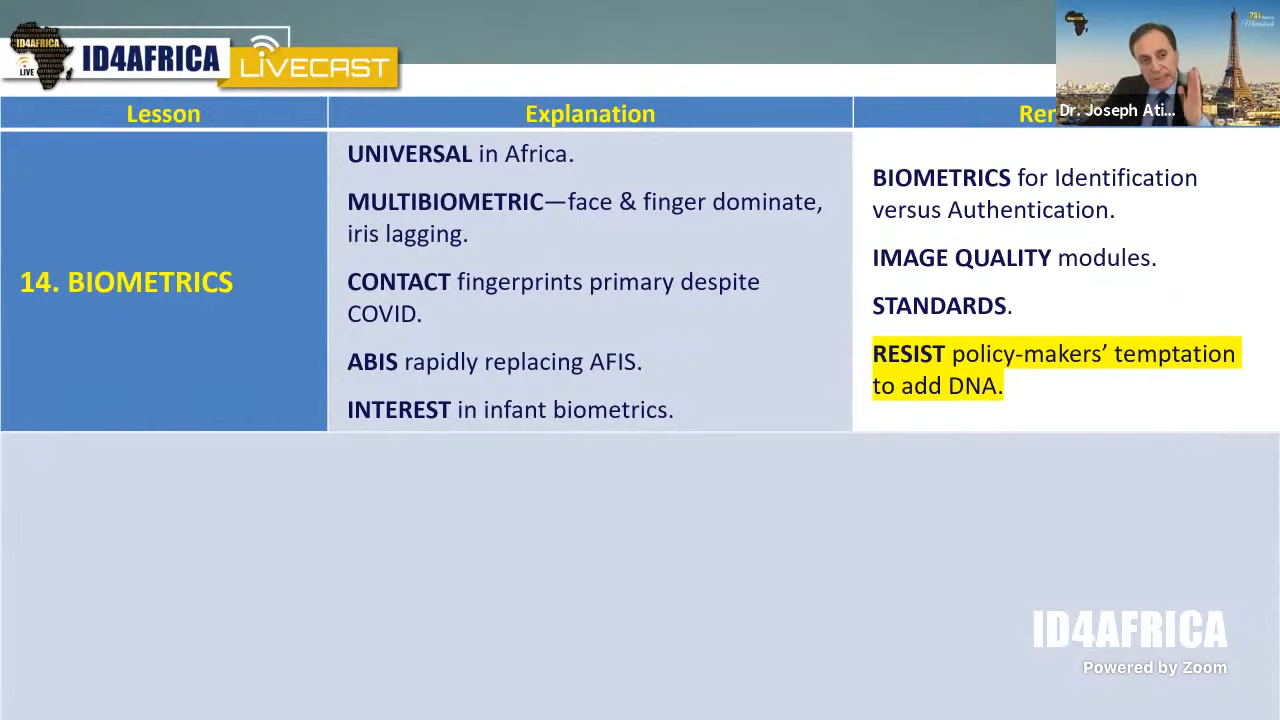 ID4AFRICA
LIVE
ID4AFRICA
LIVECAST
Dr. Joseph Ati...
Lesson
Explanation
14. BIOMETRICS
UNIVERSAL in Africa.
MULTIBIOMETRIC—face & finger dominate,
iris lagging.
CONTACT fingerprints primary despite
COVID.
ABIS rapidly replacing AFIS.
INTEREST in infant biometrics.
BIOMETRICS for Identification
versus Authentication.
IMAGE QUALITY modules.
STANDARDS.
RESIST policy-makers’ temptation
to add DNA.
ID4AFRICA
Powered by Zoom